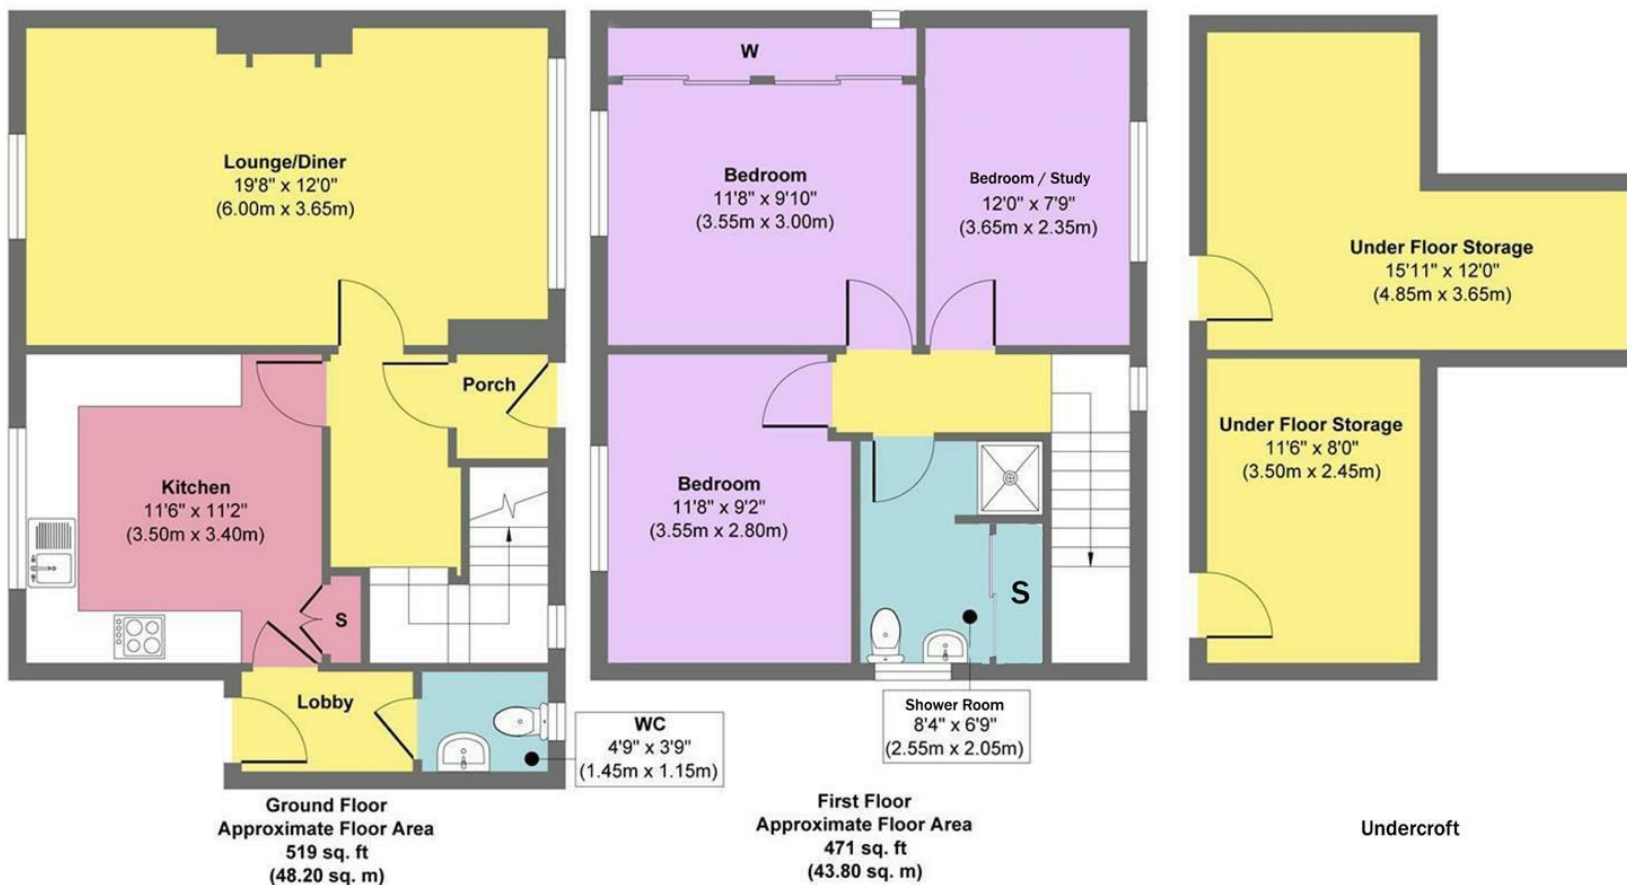 Lounge/Diner
19'8" x 12'0"
(6.00m x 3.65m)
Porch
Kitchen
11'6" x 11'2"
(3.50m x 3.40m)
S
Lobby
WC
4'9" x 3'9"
(1.45m x 1.15m)
Ground Floor
Approximate Floor Area
519 sq. ft
(48.20 sq. m)
W
Bedroom
11'8" x 9'10"
(3.55m x 3.00m)
Bedroom / Study
12'0" x 7'9"
(3.65m x 2.35m)
Bedroom
11'8" x 9'2"
(3.55m x 2.80m)
S
Shower Room
8'4" x 6'9"
(2.55m x 2.05m)
First Floor
Approximate Floor Area
471 sq. ft
(43.80 sq. m)
Under Floor Storage
15'11" x 12'0"
(4.85m x 3.65m)
Under Floor Storage
11'6" x 8'0"
(3.50m x 2.45m)
Undercroft